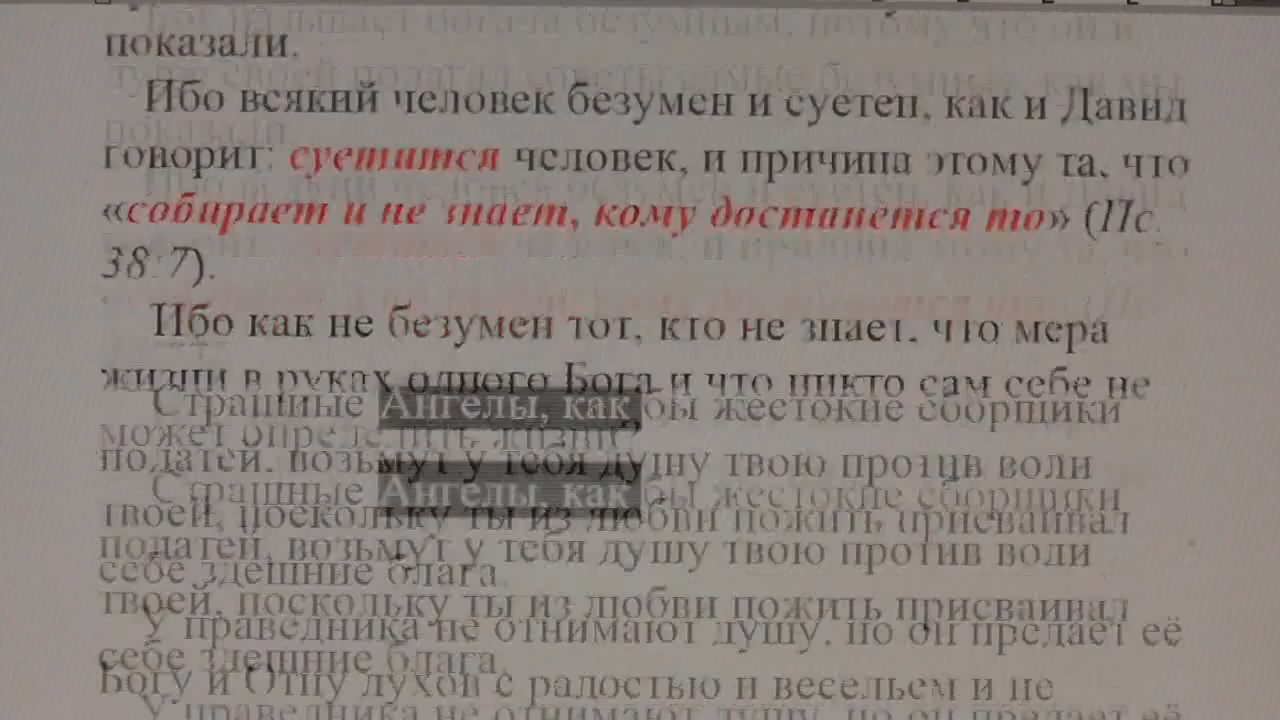 показали.
Ибо всякий человек безумен и суетен, как и Давид
говорит: суетится человек, и причина этому та, что
«собирает и не знает, кому достанется то» (Пс.
38:7).
Ибо как не безумен тот, кто не знает, что мера
жизни в руках одного Бога и что никто сам себе не
может определить жизнь?
Страшные Ангелы, как бы жестокие сборщики
податей, возьмут у тебя душу твою против воли
твоей, поскольку ты из любви пожить присваивал
себе здешние блага.
У праведника не отнимают душу, но он предает её
Богу и Отцу духов с радостью и весельем и не